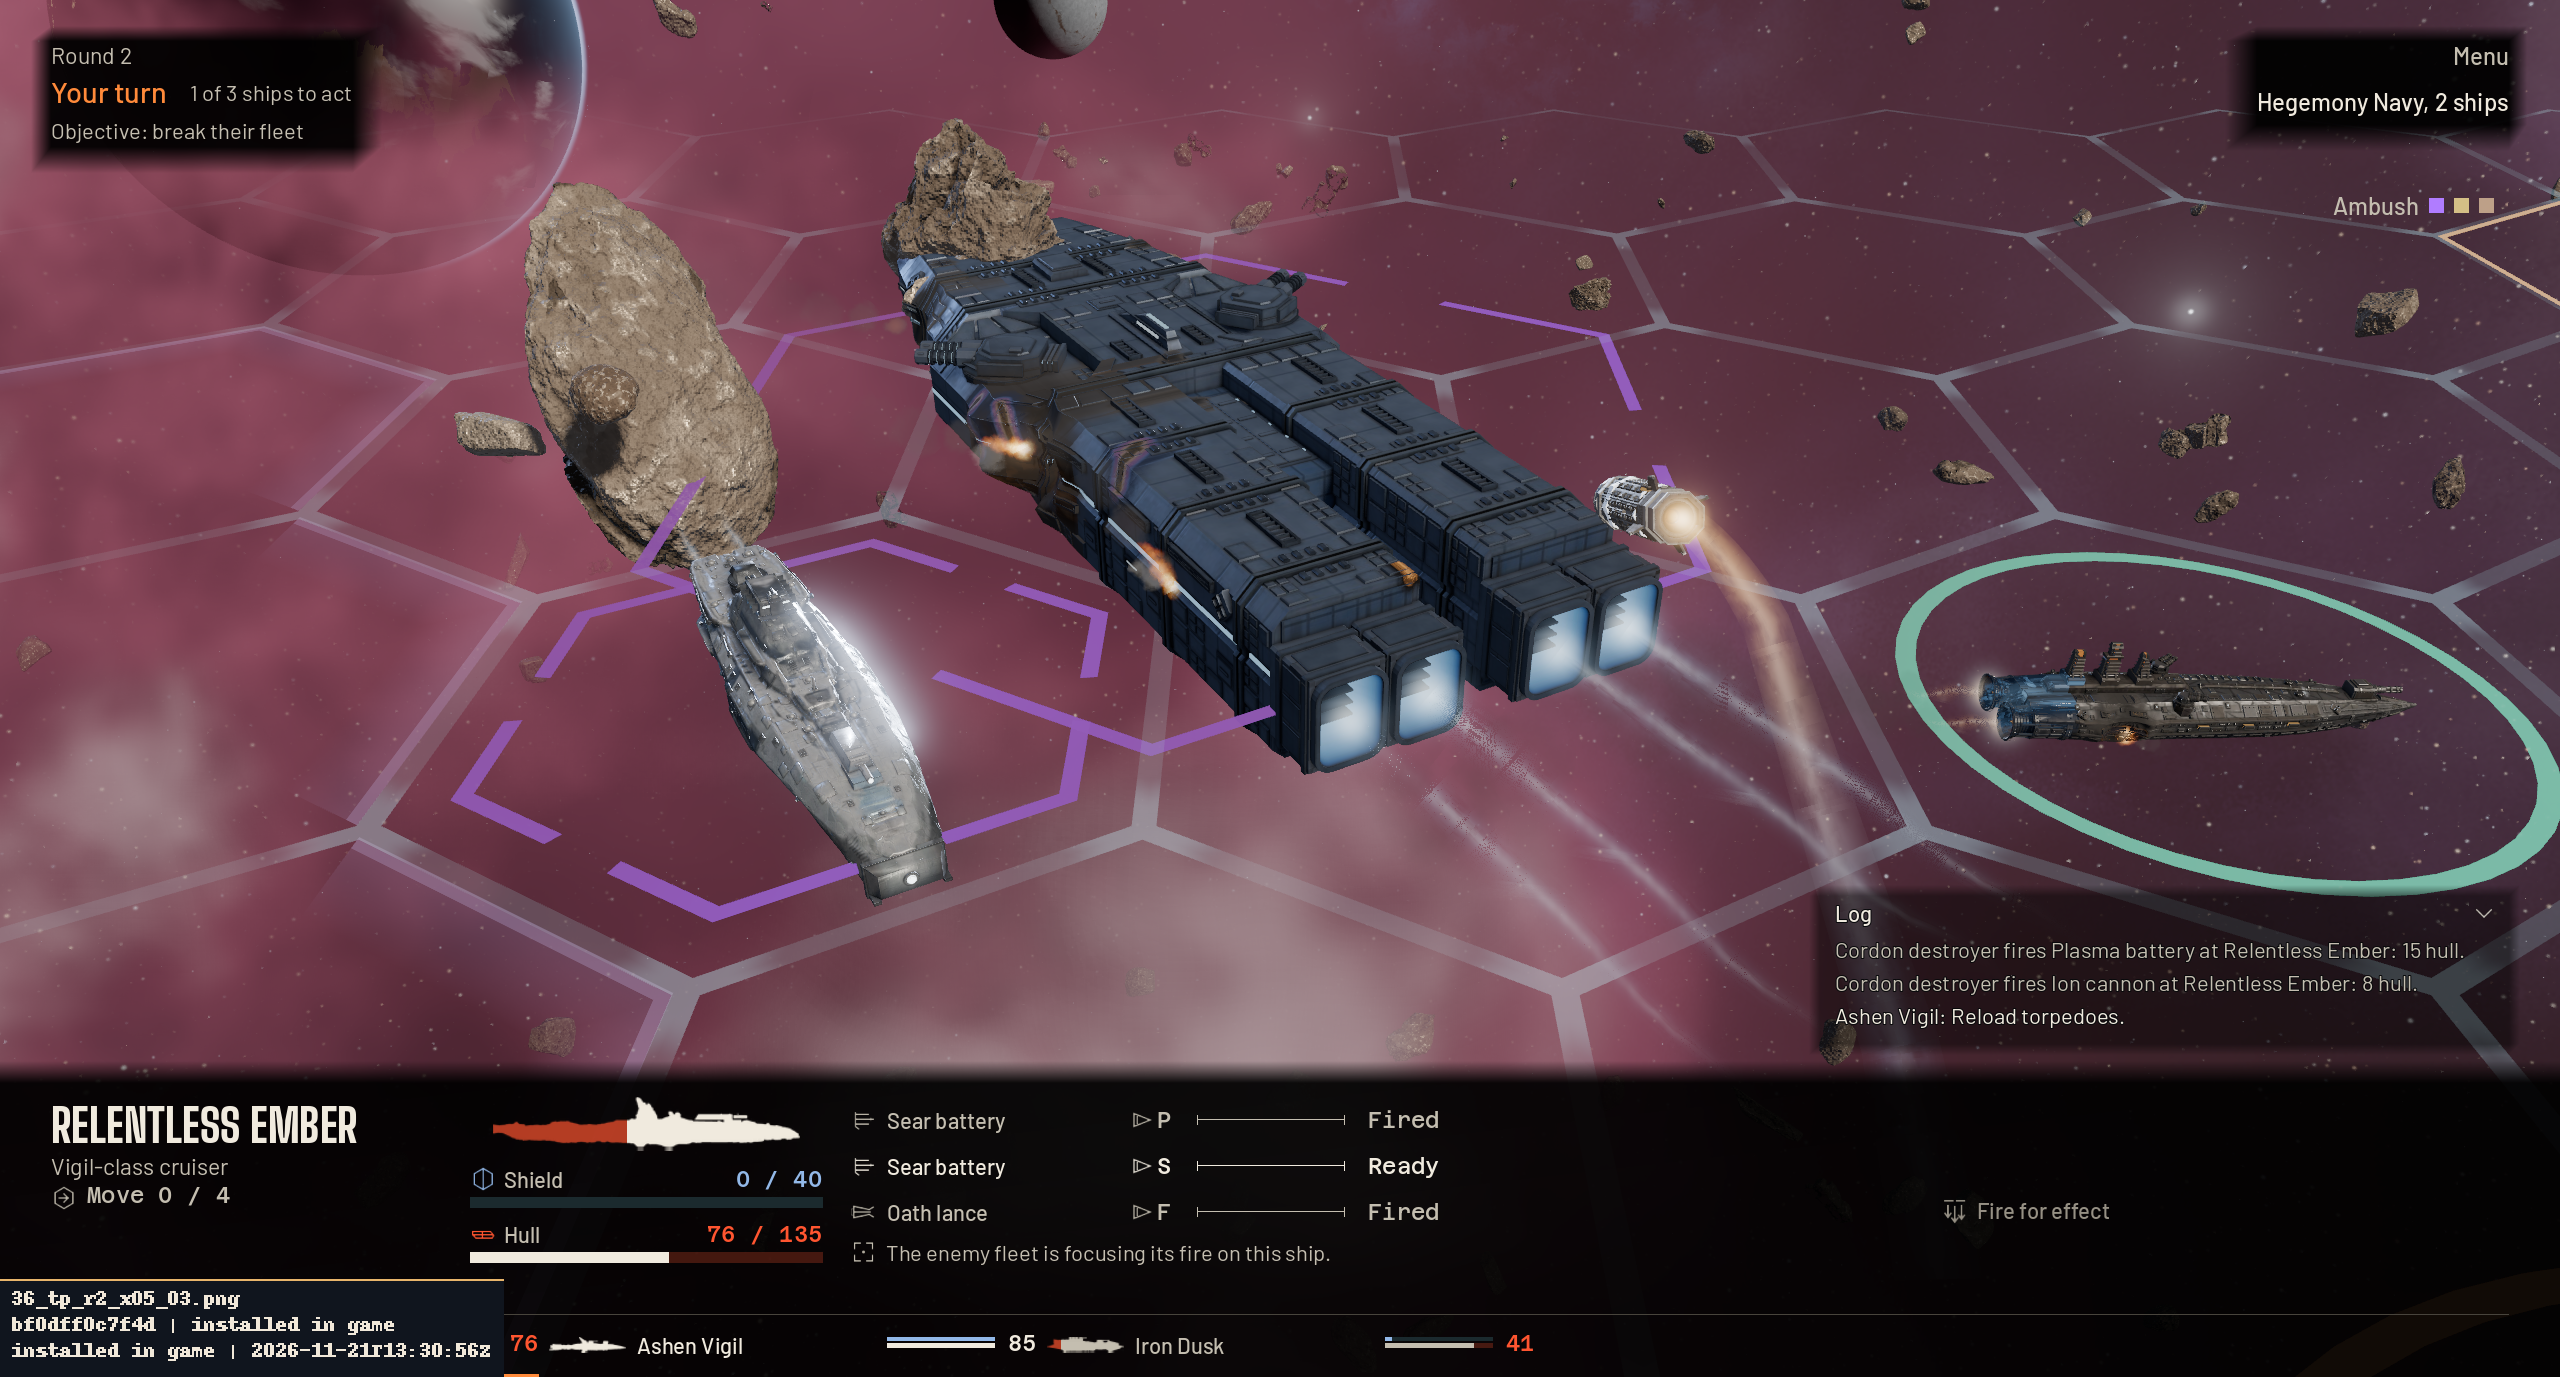 Round 2
Your turn 1 of 3 ships to act
Objective: break their fleet
Menu
Hegemony Navy, 2 ships
Ambush
Log
Cordon destroyer fires Plasma battery at Relentless Ember: 15 hull.
Cordon destroyer fires Ion cannon at Relentless Ember: 8 hull.
Ashen Vigil: Reload torpedoes.
RELENTLESS EMBER
Vigil-class cruiser
Move 0 / 4
Shield 0 / 40
Hull 76 / 135
Sear battery P Fired
Sear battery S Ready
Oath lance F Fired
The enemy fleet is focusing its fire on this ship.
Fire for effect
36_tp_r2_x05_03.png
bf0dff0c7f4d | installed in game
installed in game | 2026-11-21r13:30:56z
76 Ashen Vigil 85 Iron Dusk 41